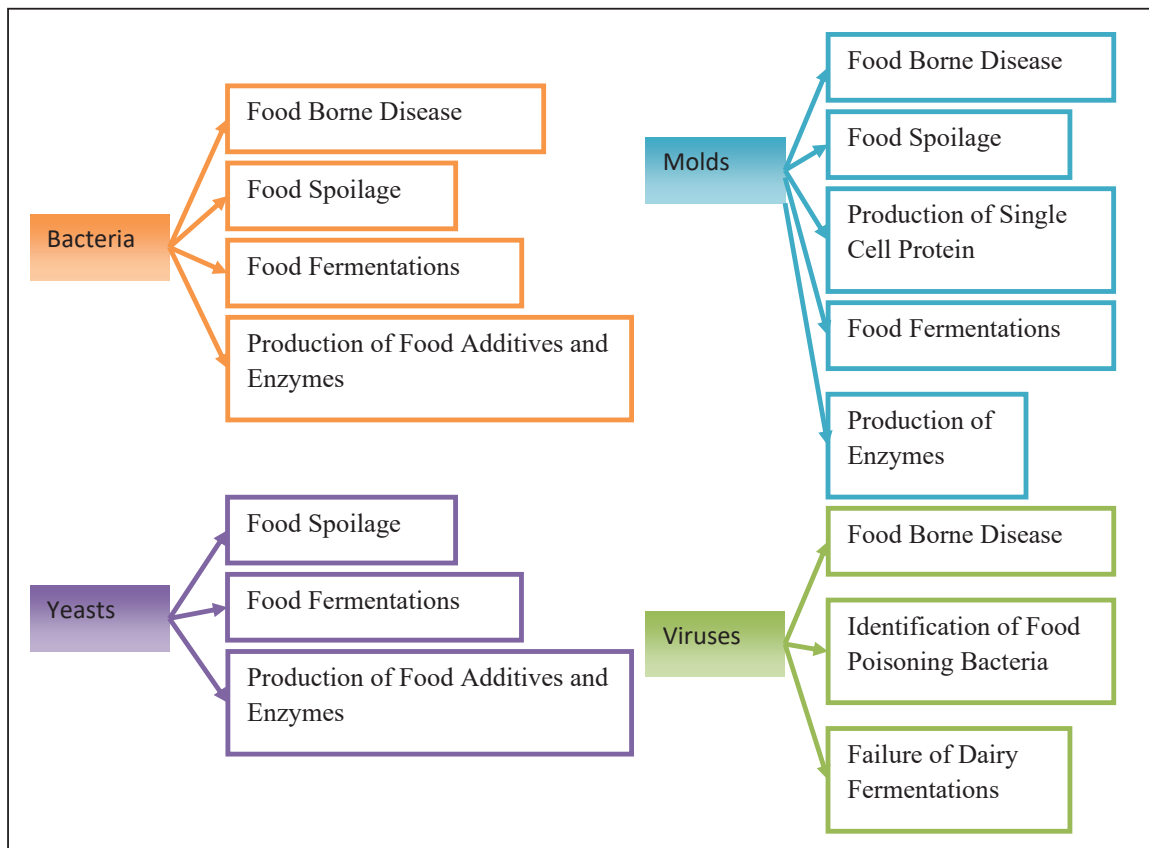 Bacteria
Food Borne Disease
Food Spoilage
Food Fermentations
Production of Food Additives and
Enzymes
Molds
Food Borne Disease
Food Spoilage
Production of Single
Cell Protein
Food Fermentations
Production of
Enzymes
Yeasts
Food Spoilage
Food Fermentations
Production of Food Additives and
Enzymes
Viruses
Food Borne Disease
Identification of Food
Poisoning Bacteria
Failure of Dairy
Fermentations